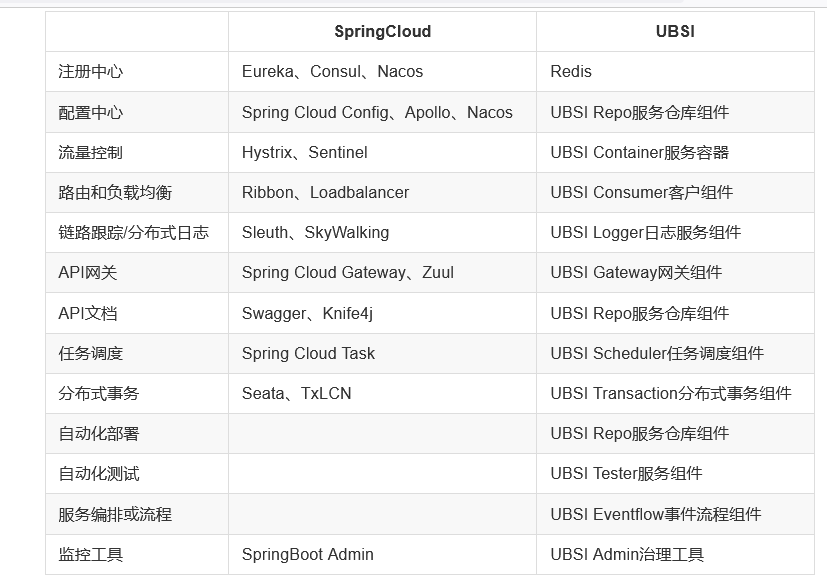 SpringCloud UBSI
注册中心 Eureka、Consul、Nacos Redis
配置中心 Spring Cloud Config、Apollo、Nacos UBSI Repo服务仓库组件
流量控制 Hystrix、Sentinel UBSI Container服务容器
路由和负载均衡 Ribbon、Loadbalancer UBSI Consumer客户组件
链路跟踪/分布式日志 Sleuth、SkyWalking UBSI Logger日志服务组件
API网关 Spring Cloud Gateway、Zuul UBSI Gateway网关组件
API文档 Swagger、Knife4j UBSI Repo服务仓库组件
任务调度 Spring Cloud Task UBSI Scheduler任务调度组件
分布式事务 Seata、TxLCN UBSI Transaction分布式事务组件
自动化部署 UBSI Repo服务仓库组件
自动化测试 UBSI Tester服务组件
服务编排或流程 UBSI Eventflow事件流程组件
监控工具 SpringBoot Admin UBSI Admin治理工具